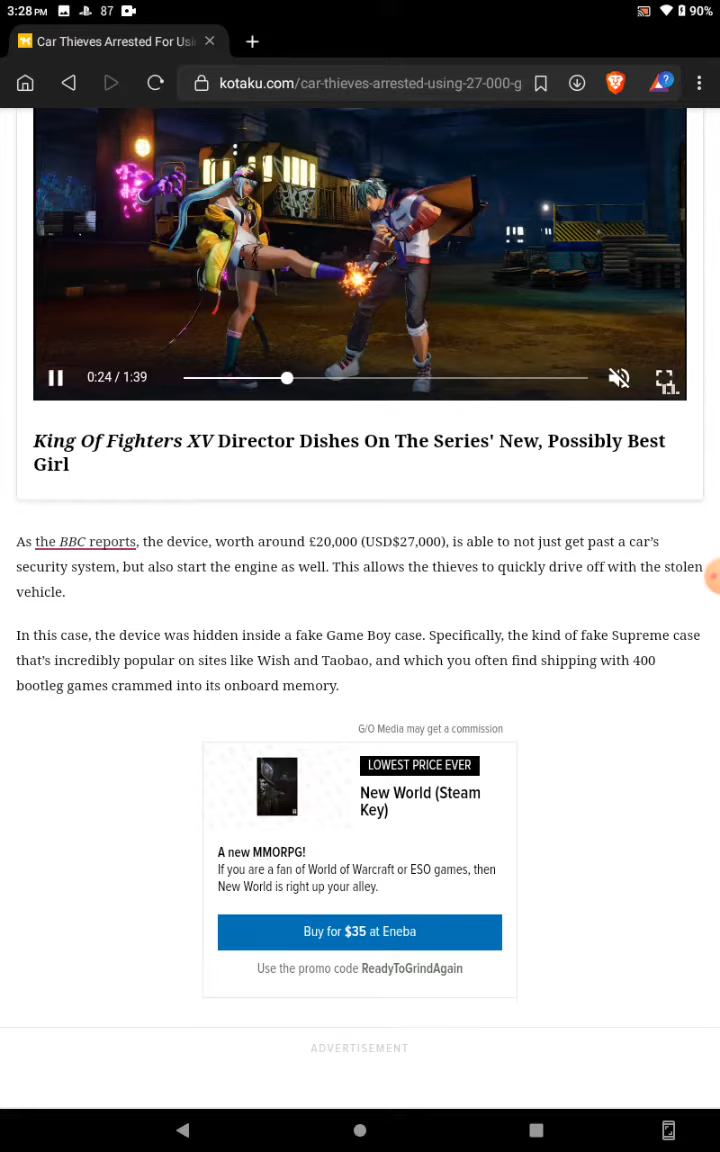 3:28 PM 87 90%
Car Thieves Arrested For Usi
kotaku.com/car-thieves-arrested-using-27-000-g
0:24 / 1:39
King Of Fighters XV Director Dishes On The Series' New, Possibly Best
Girl
As the BBC reports, the device, worth around £20,000 (USD$27,000), is able to not just get past a car’s
security system, but also start the engine as well. This allows the thieves to quickly drive off with the stolen
vehicle.
In this case, the device was hidden inside a fake Game Boy case. Specifically, the kind of fake Supreme case
that’s incredibly popular on sites like Wish and Taobao, and which you often find shipping with 400
bootleg games crammed into its onboard memory.
G/O Media may get a commission
LOWEST PRICE EVER
New World (Steam
Key)
A new MMORPG!
If you are a fan of World of Warcraft or ESO games, then
New World is right up your alley.
Buy for $35 at Eneba
Use the promo code ReadyToGrindAgain
ADVERTISEMENT